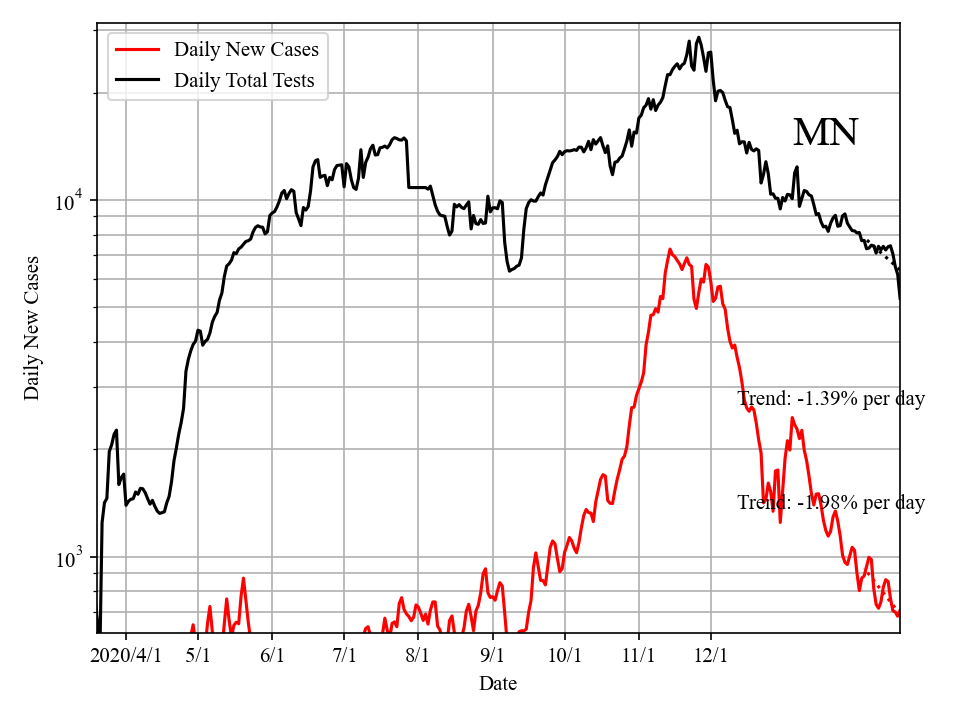 Daily New Cases
Daily Total Tests
MN
10^4
10^3
Daily New Cases
Trend: -1.39% per day
Trend: -1.98% per day
2020/4/1 5/1 6/1 7/1 8/1 9/1 10/1 11/1 12/1
Date